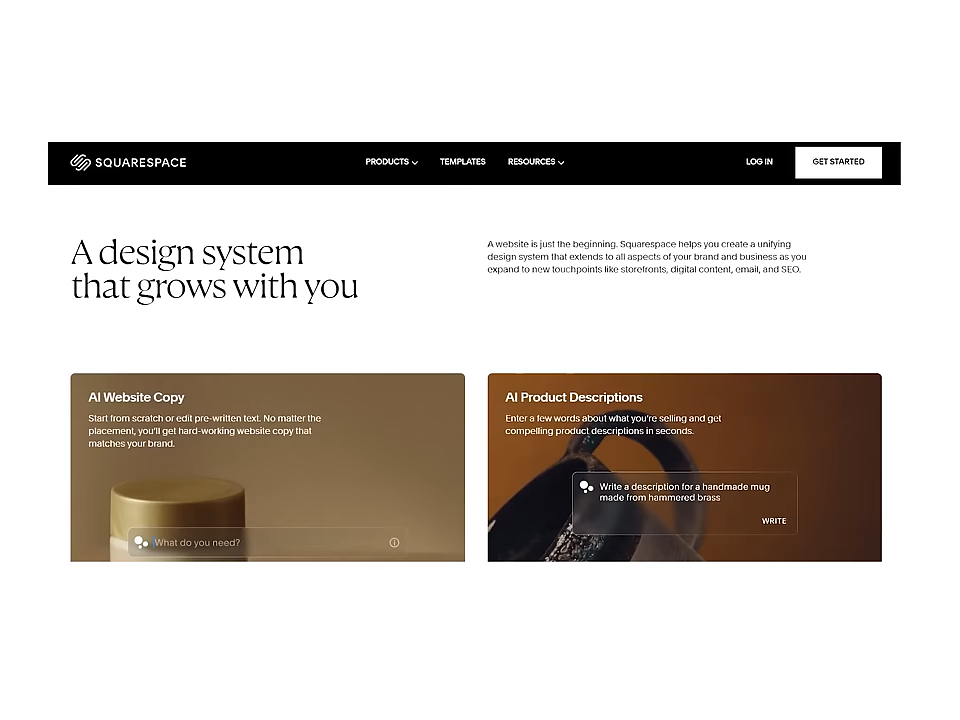 SQUARESPACE
PRODUCTS
TEMPLATES
RESOURCES
LOG IN
GET STARTED
A design system
that grows with you
A website is just the beginning. Squarespace helps you create a unifying
design system that extends to all aspects of your brand and business as you
expand to new touchpoints like storefronts, digital content, email, and SEO.
AI Website Copy
Start from scratch or edit pre-written text. No matter the
placement, you'll get hard-working website copy that
matches your brand.
What do you need?
AI Product Descriptions
Enter a few words about what you're selling and get
compelling product descriptions in seconds.
Write a description for a handmade mug
made from hammered brass
WRITE